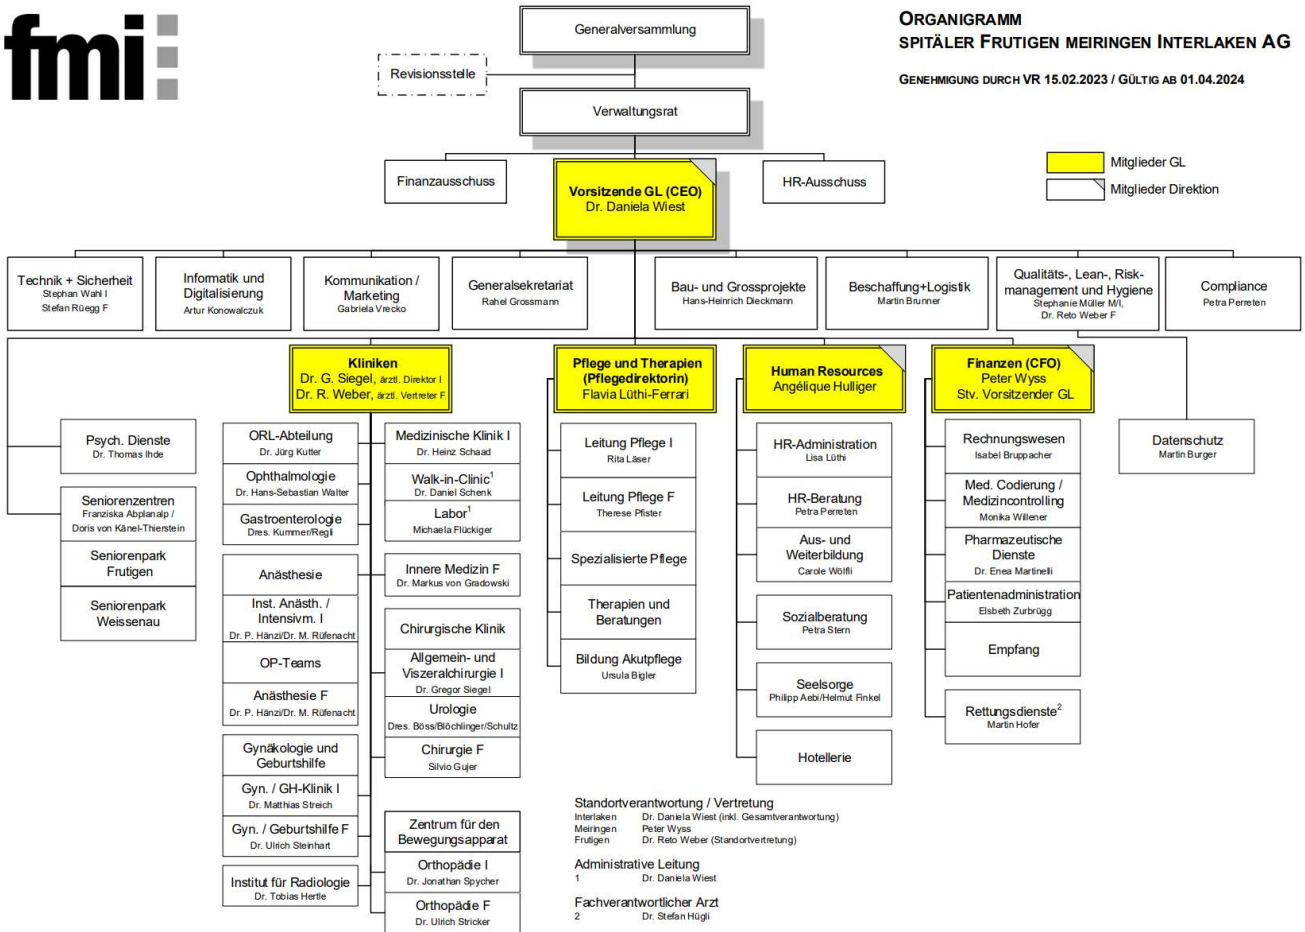 fmi
ORGANIGRAMM
SPITÄLER FRUTIGEN MEIRINGEN INTERLAKEN AG
GENEHMIGUNG DURCH VR 15.02.2023 / GÜLTIG AB 01.04.2024
Generalversammlung
Revisionsstelle
Verwaltungsrat
Finanzausschuss
Vorsitzende GL (CEO)
Dr. Daniela Wiest
HR-Ausschuss
Mitglieder GL
Mitglieder Direktion
Technik + Sicherheit
Stephan Wahl I
Stefan Rüegg F
Informatik und
Digitalisierung
Artur Konowalczuk
Kommunikation /
Marketing
Gabriela Vrecko
Generalsekretariat
Rahel Grossmann
Bau- und Grossprojekte
Hans-Heinrich Dieckmann
Beschaffung+Logistik
Martin Brunner
Qualitäts-, Lean-, Risk-
management und Hygiene
Stephanie Müller M/I,
Dr. Reto Weber F
Compliance
Petra Perreten
Kliniken
Dr. G. Siegel, ärztl. Direktor I
Dr. R. Weber, ärztl. Vertreter F
Pflege und Therapien
(Pflegedirektorin)
Flavia Lüthi-Ferrari
Human Resources
Angélique Hulliger
Finanzen (CFO)
Peter Wyss
Stv. Vorsitzender GL
Psych. Dienste
Dr. Thomas Ihde
Seniorenzentren
Franziska Abplanalp /
Doris von Känel-Thierstein
Seniorenpark
Frutigen
Seniorenpark
Weissenau
ORL-Abteilung
Dr. Jürg Kutter
Ophthalmologie
Dr. Hans-Sebastian Walter
Gastroenterologie
Dres. Kummer/Regli
Anästhesie
Inst. Anästh. /
Intensivm. I
Dr. P. Hänzi/Dr. M. Rüfenacht
OP-Teams
Anästhesie F
Dr. P. Hänzi/Dr. M. Rüfenacht
Gynäkologie und
Geburtshilfe
Gyn. / GH-Klinik I
Dr. Matthias Streich
Gyn. / Geburtshilfe F
Dr. Ulrich Steinhart
Institut für Radiologie
Dr. Tobias Hertle
Medizinische Klinik I
Dr. Heinz Schaad
Walk-in-Clinic¹
Dr. Daniel Schenk
Labor¹
Michaela Flückiger
Innere Medizin F
Dr. Markus von Gradowski
Chirurgische Klinik
Allgemein- und
Viszeralchirurgie I
Dr. Gregor Siegel
Urologie
Dres. Böss/Blöchlinger/Schultz
Chirurgie F
Silvio Gujer
Zentrum für den
Bewegungsapparat
Orthopädie I
Dr. Jonathan Spycher
Orthopädie F
Dr. Ulrich Stricker
Leitung Pflege I
Rita Läser
Leitung Pflege F
Therese Pfister
Spezialisierte Pflege
Therapien und
Beratungen
Bildung Akutpflege
Ursula Bigler
HR-Administration
Lisa Lüthi
HR-Beratung
Petra Perreten
Aus- und
Weiterbildung
Carole Wölfli
Sozialberatung
Petra Stern
Seelsorge
Philipp Aebi/Helmut Finkel
Hotellerie
Rechnungswesen
Isabel Bruppacher
Med. Codierung /
Medizincontrolling
Monika Willener
Pharmazeutische
Dienste
Dr. Enea Martinelli
Patientenadministration
Elsbeth Zurbrügg
Empfang
Rettungsdienste²
Martin Hofer
Datenschutz
Martin Burger
Standortverantwortung / Vertretung
Interlaken Dr. Daniela Wiest (inkl. Gesamtverantwortung)
Meiringen Peter Wyss
Frutigen Dr. Reto Weber (Standortvertretung)
Administrative Leitung
1 Dr. Daniela Wiest
Fachverantwortlicher Arzt
2 Dr. Stefan Hügli